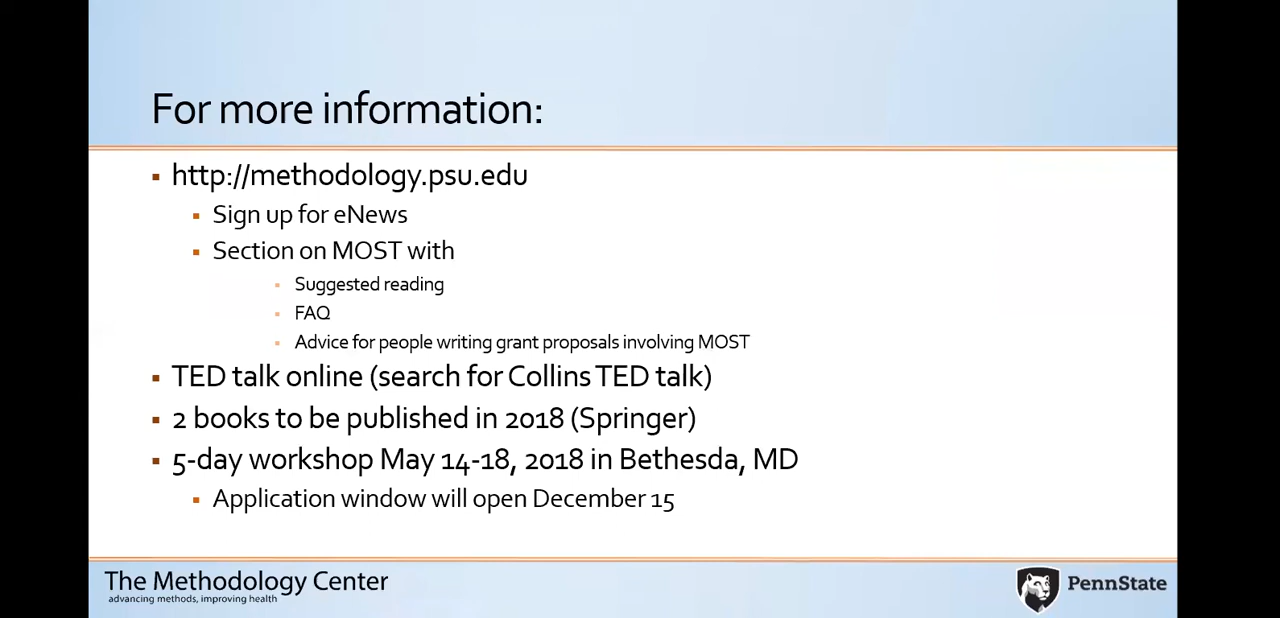 For more information:
http://methodology.psu.edu
Sign up for eNews
Section on MOST with
Suggested reading
FAQ
Advice for people writing grant proposals involving MOST
TED talk online (search for Collins TED talk)
2 books to be published in 2018 (Springer)
5-day workshop May 14-18, 2018 in Bethesda, MD
Application window will open December 15
The Methodology Center
advancing methods, improving health
PennState